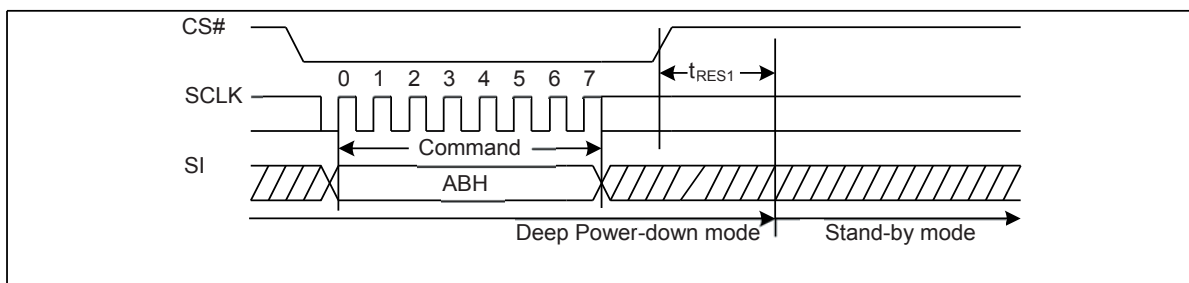 CS#
tRES1
0 1 2 3 4 5 6 7
SCLK
Command
SI
ABH
Deep Power-down mode Stand-by mode